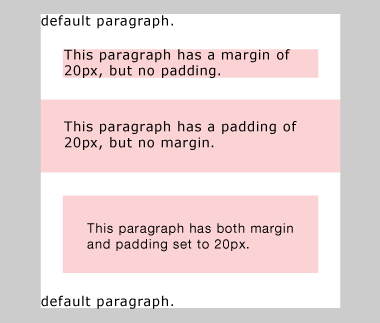 default paragraph.
This paragraph has a margin of
20px, but no padding.
This paragraph has a padding of
20px, but no margin.
This paragraph has both margin
and padding set to 20px.
default paragraph.